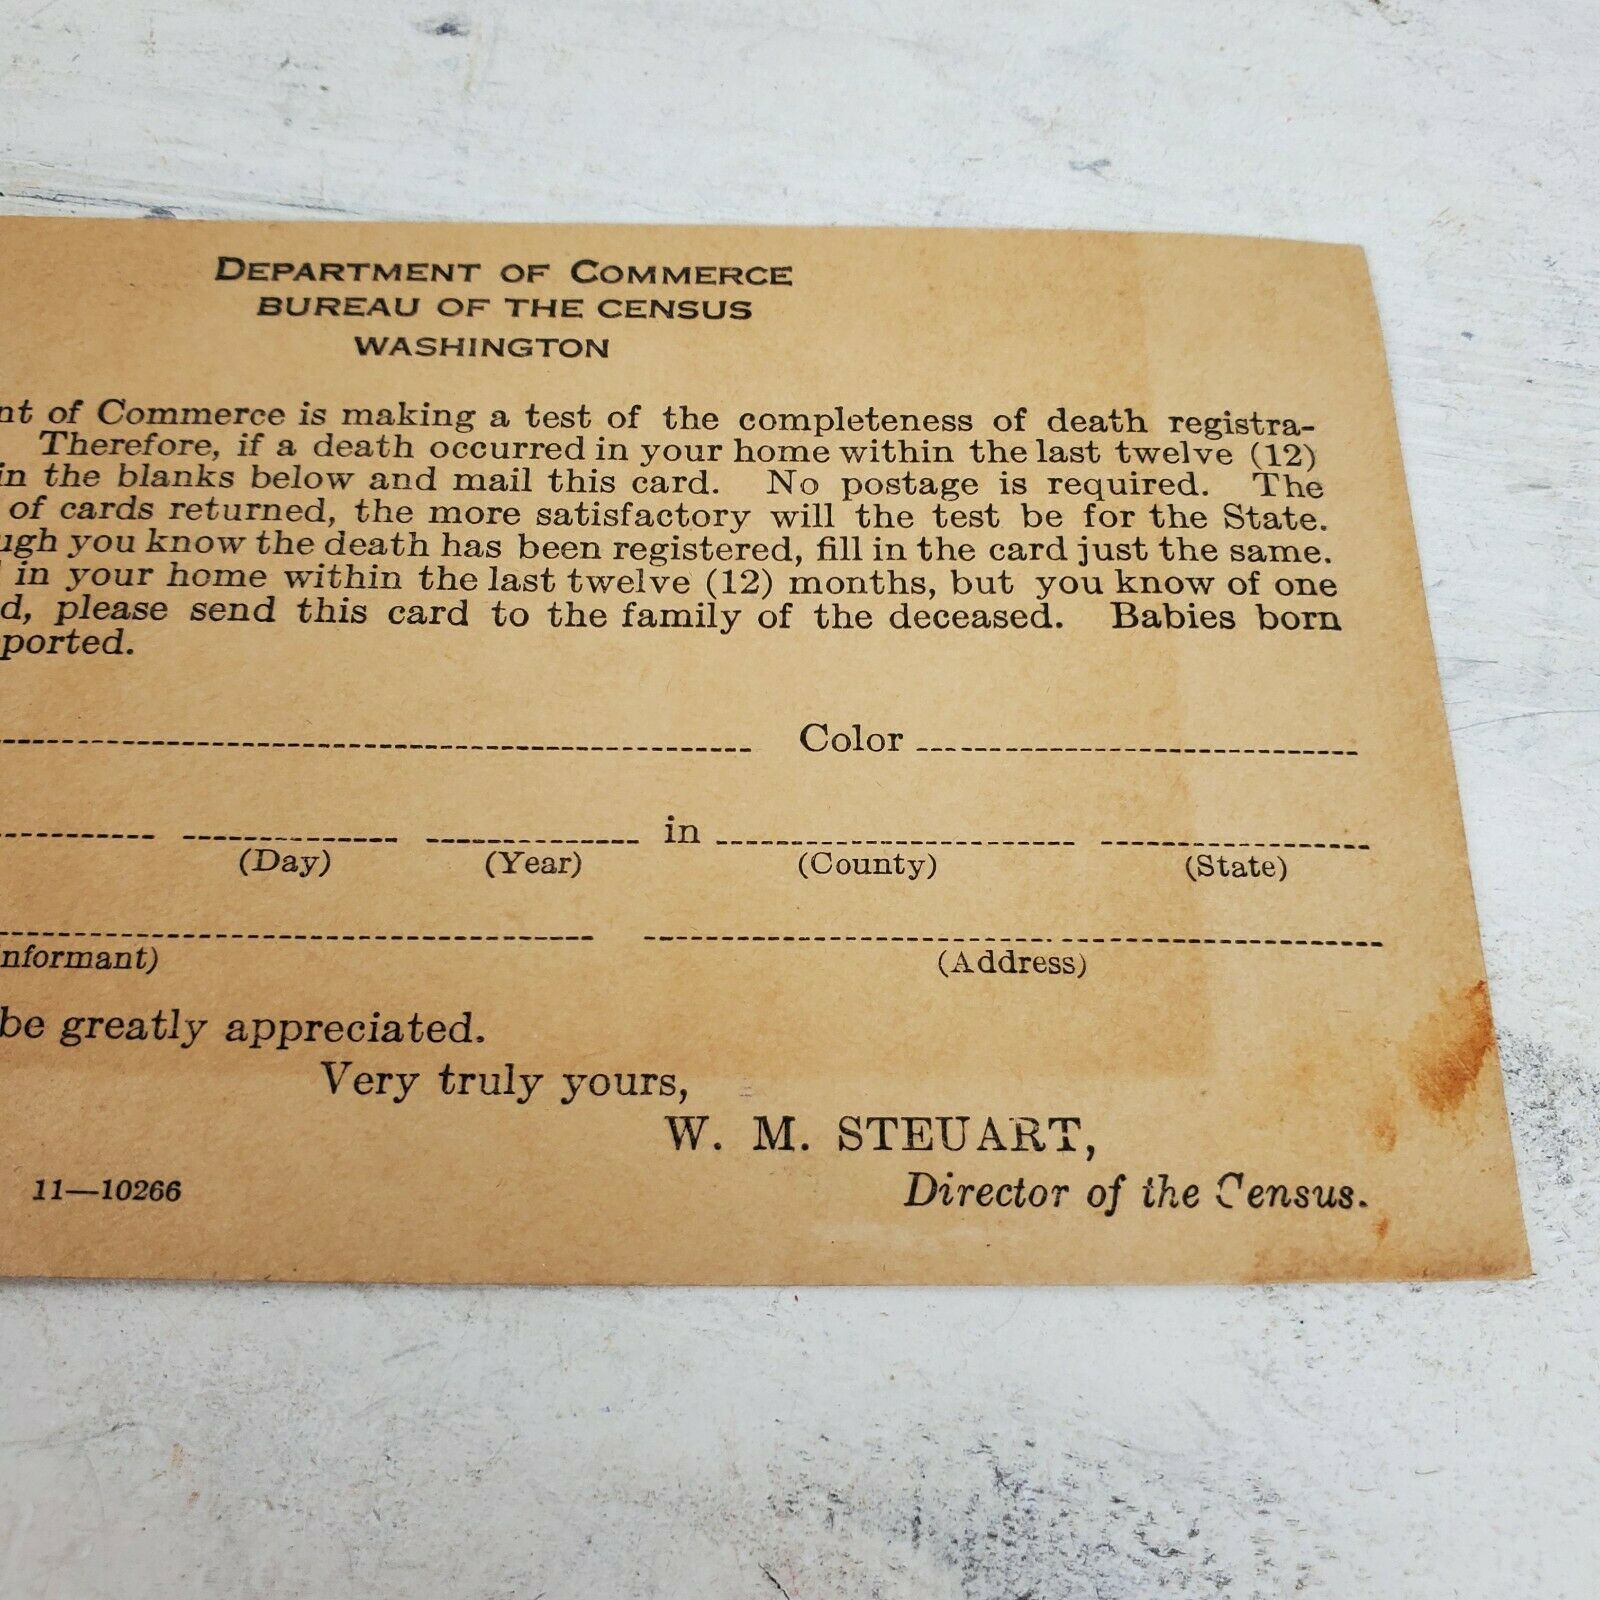 DEPARTMENT OF COMMERCE
BUREAU OF THE CENSUS
WASHINGTON
nt of Commerce is making a test of the completeness of death registra-
Therefore, if a death occurred in your home within the last twelve (12)
in the blanks below and mail this card. No postage is required. The
of cards returned, the more satisfactory will the test be for the State.
ugh you know the death has been registered, fill in the card just the same.
in your home within the last twelve (12) months, but you know of one
d, please send this card to the family of the deceased. Babies born
ported.
Color
in
(Day) (Year) (County) (State)
nformant) (Address)
be greatly appreciated.
Very truly yours,
W. M. STEUART,
11—10266 Director of the Census.